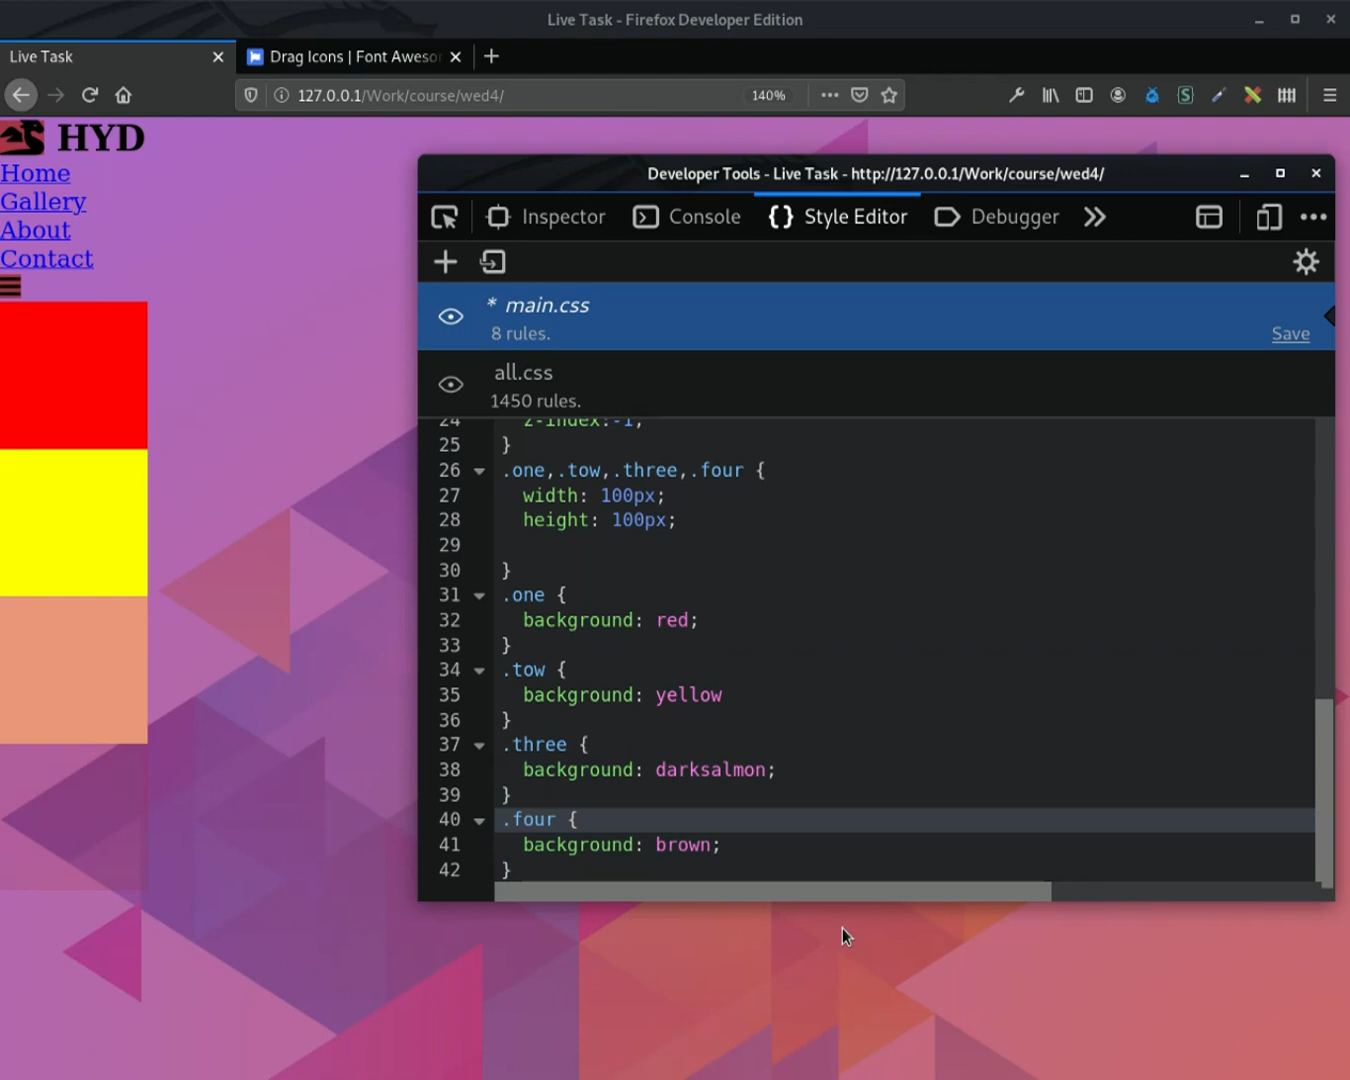 Live Task - Firefox Developer Edition
Live Task
Drag Icons | Font Aweso
127.0.0.1/Work/course/wed4/
140%
HYD
Home
Gallery
About
Contact
Developer Tools - Live Task - http://127.0.0.1/Work/course/wed4/
Inspector
Console
{} Style Editor
Debugger
* main.css
8 rules.
Save
all.css
1450 rules.
24 z-index:-1;
25 }
26 .one,.tow,.three,.four {
27 width: 100px;
28 height: 100px;
29
30 }
31 .one {
32 background: red;
33 }
34 .tow {
35 background: yellow
36 }
37 .three {
38 background: darksalmon;
39 }
40 .four {
41 background: brown;
42 }